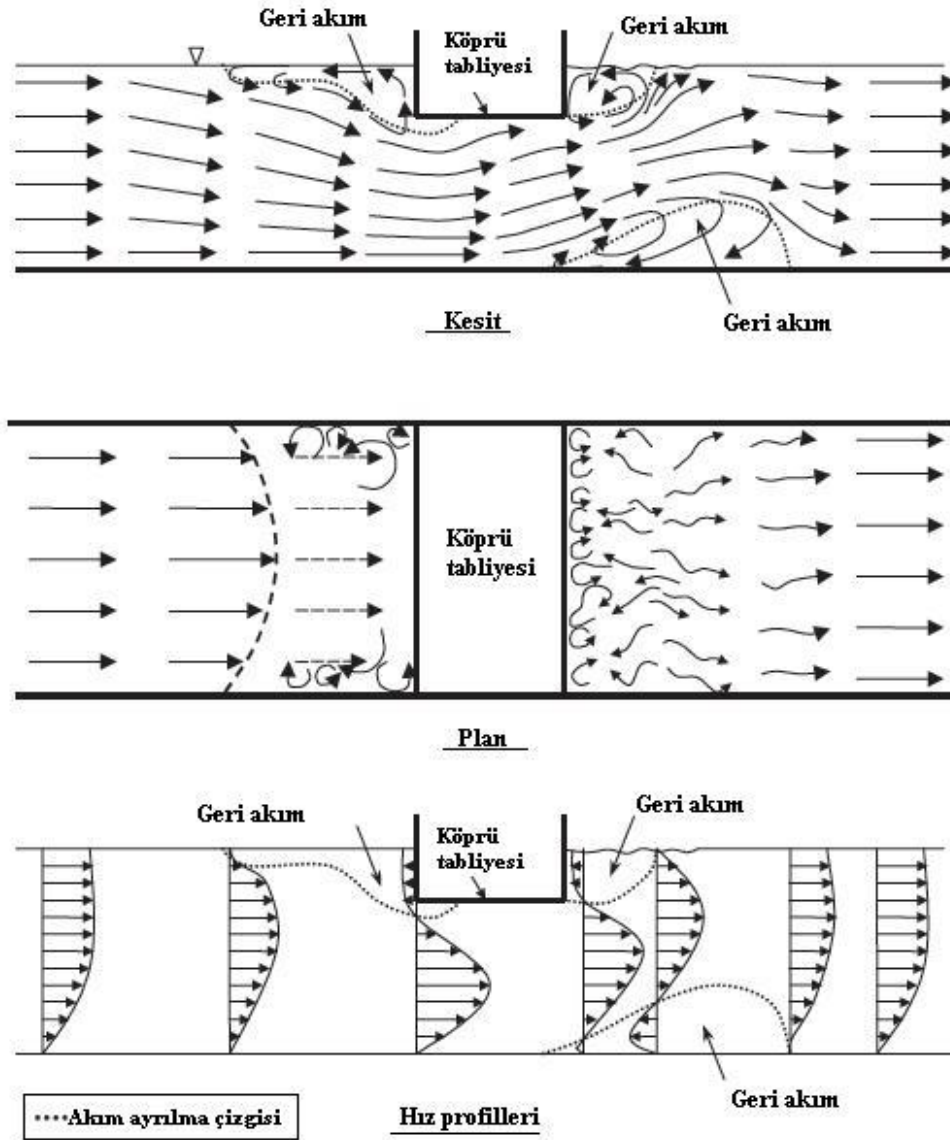 Geri akım
Köprü
tabliyesi
Geri akım
Kesit
Geri akım
Köprü
tabliyesi
Plan
Geri akım
Köprü
tabliyesi
Geri akım
Geri akım
Akım ayrılma çizgisi
Hız profilleri